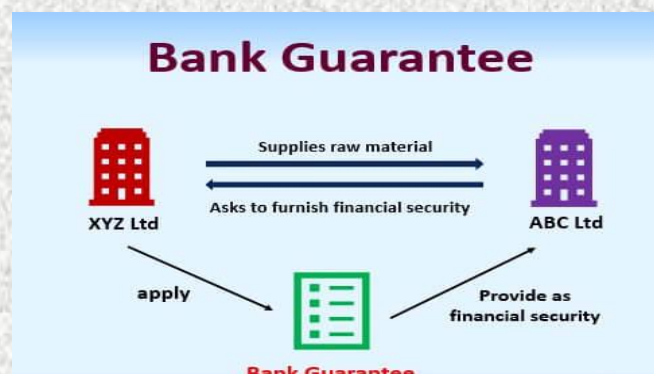 Bank Guarantee
Supplies raw material
Asks to furnish financial security
XYZ Ltd
ABC Ltd
apply
Provide as
financial security
Bank Guarantee